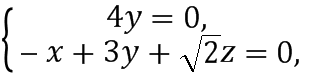 4y = 0,
− x + 3y + √2z = 0,